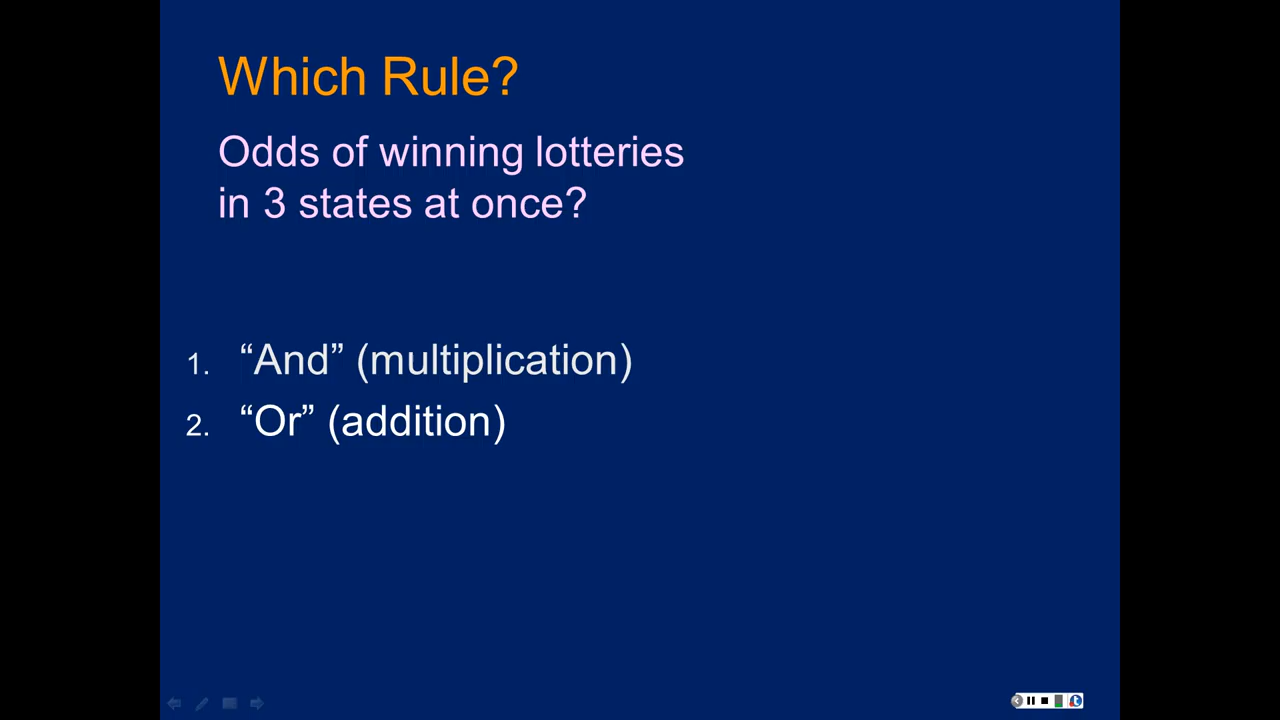 Which Rule?
Odds of winning lotteries
in 3 states at once?
1. “And” (multiplication)
2. “Or” (addition)